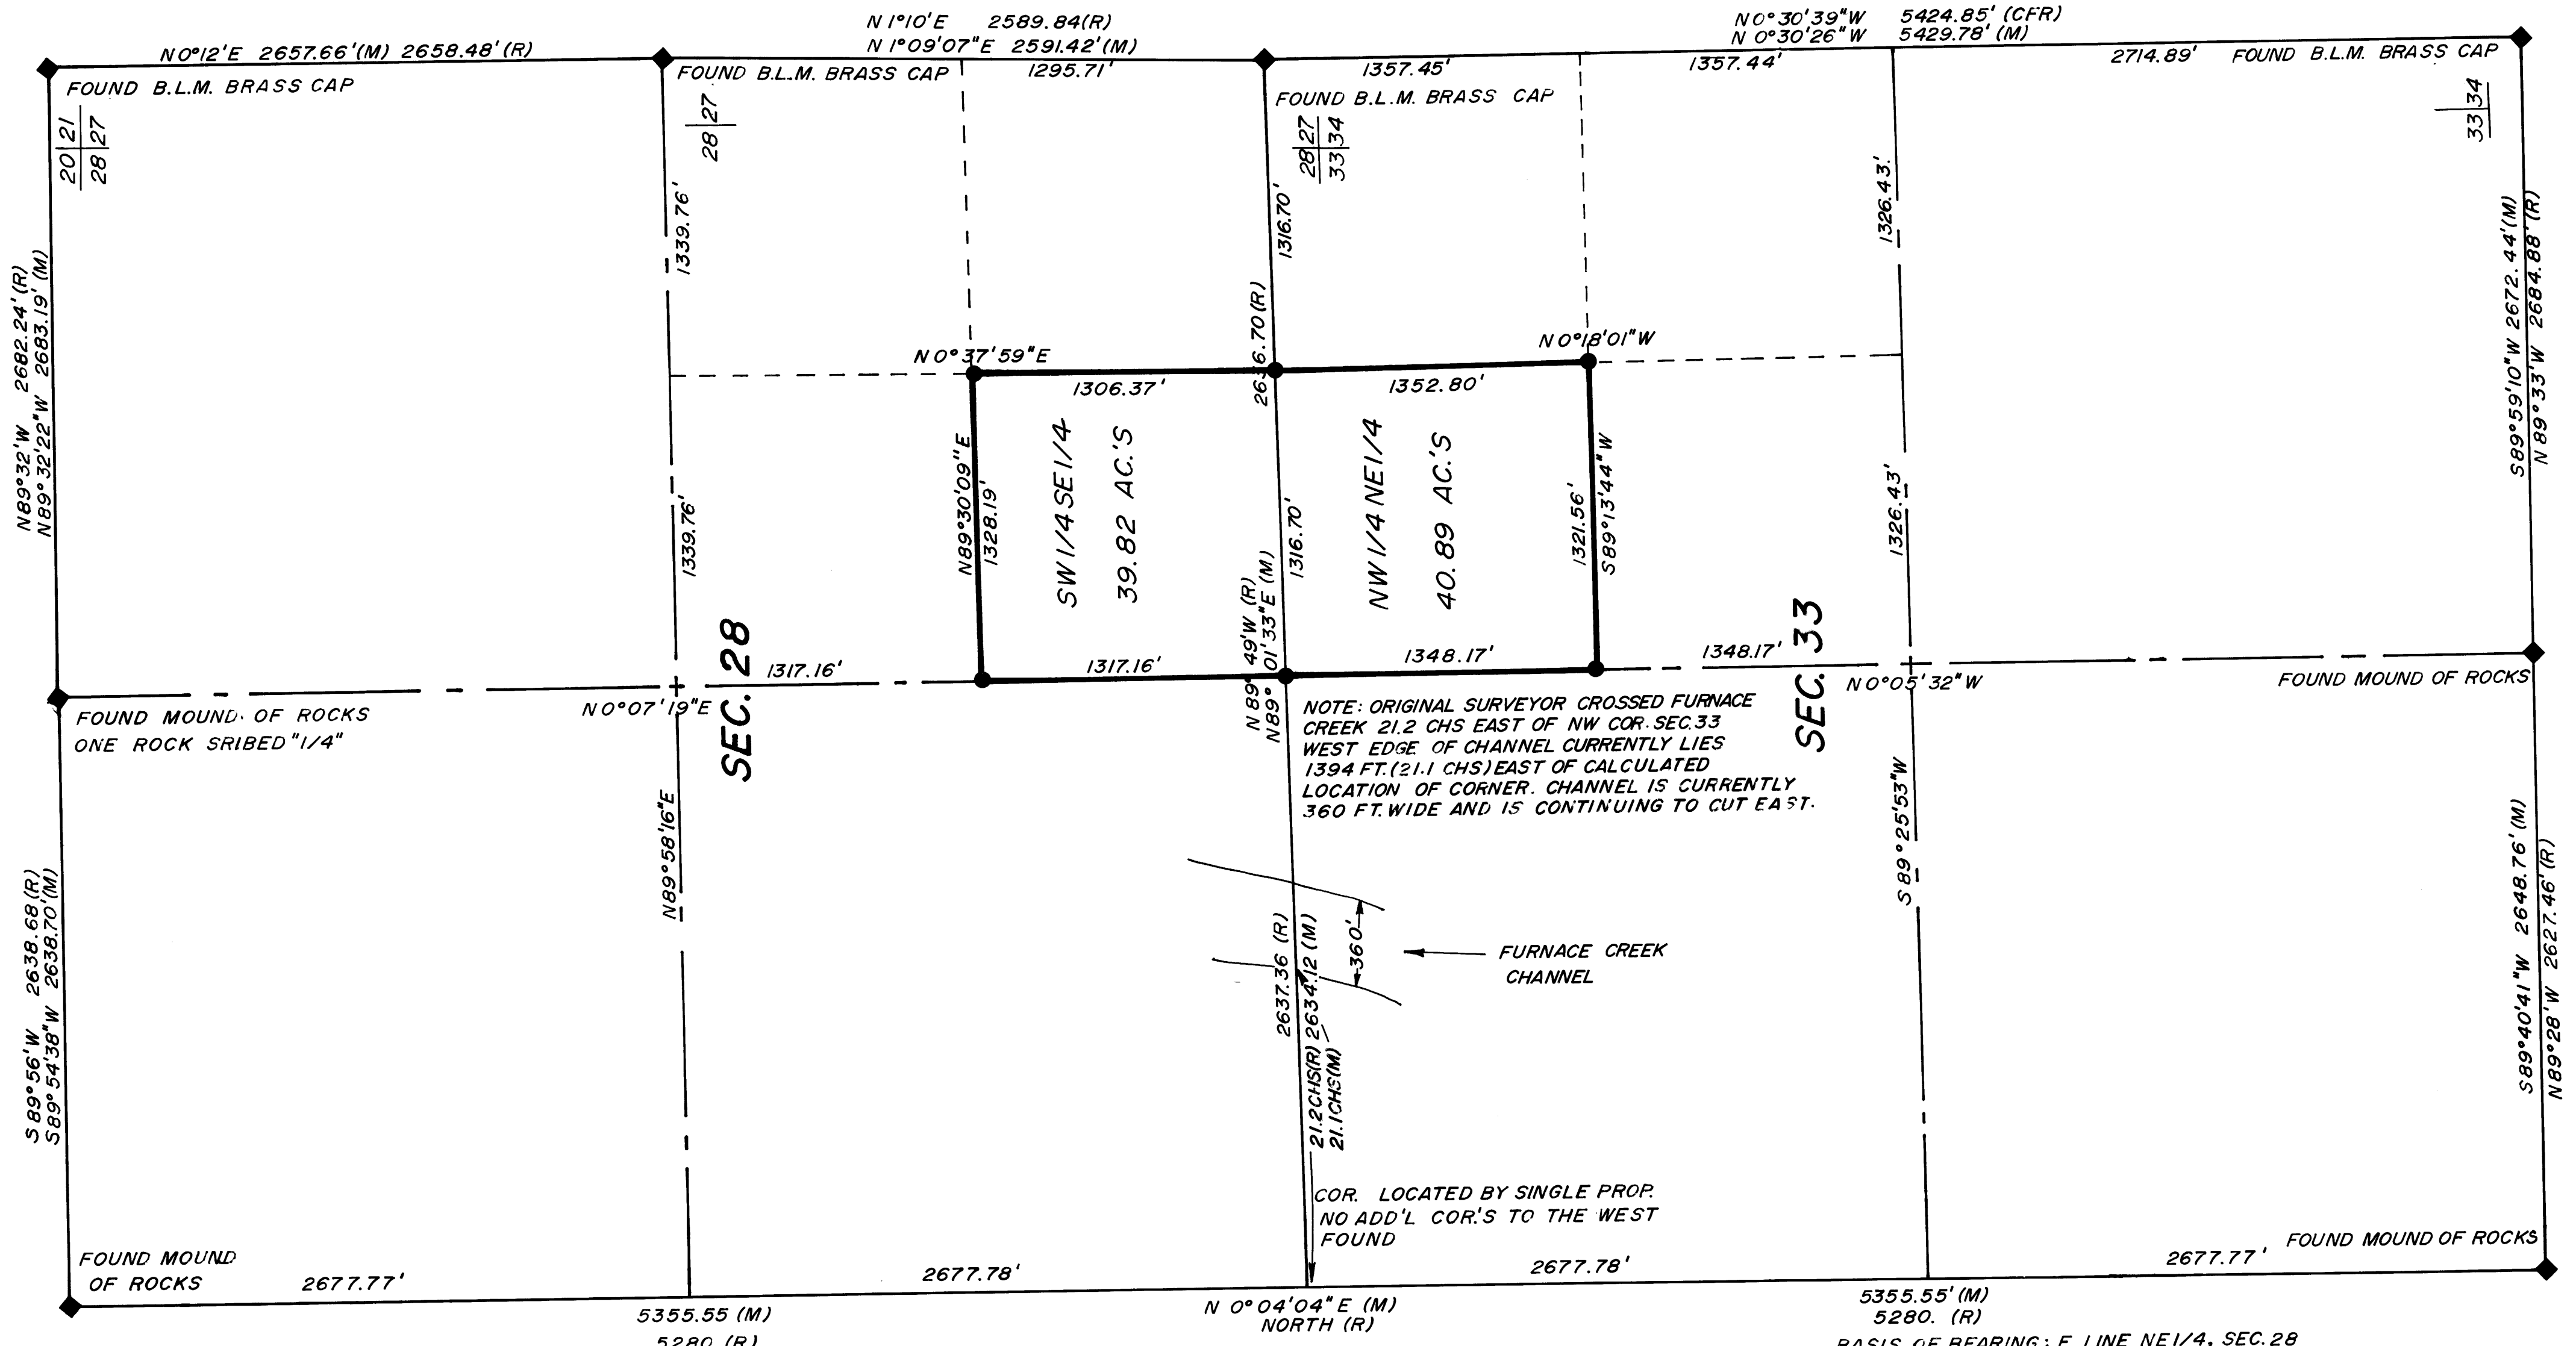 N 1°10'E 2589.84(R)
N 1°09'07"E 2591.42'(M)
N 0°30'39"W 5424.85' (CFR)
N 0°30'26"W 5429.78' (M)
N 0°12'E 2657.66'(M) 2658.48'(R)
1295.71'
1357.45'
1357.44'
2714.89'
FOUND B.L.M. BRASS CAP
FOUND B.L.M. BRASS CAP
FOUND B.L.M. BRASS CAP
FOUND B.L.M. BRASS CAP
20 21
28 27
28 27
28 27
33 34
33 34
N89°32'W 2682.24'(R)
N89°32'22"W 2683.19'(M)
1339.76'
1316.70'
2636.70(R)
1326.43'
S89°59'10"W 2672.44'(M)
N 89°33'W 2684.88'(R)
N 0°37'59"E
N 0°18'01"W
1306.37'
1352.80'
N89°30'09"E
1328.19'
SW1/4SE1/4
39.82 AC.'S
NW1/4NE1/4
40.89 AC.'S
1321.56'
S89°13'44"W
1339.76'
1316.70'
1326.43'
N 89°49'W (R)
N89°01'33"E (M)
SEC. 28
SEC. 33
1317.16'
1317.16'
1348.17'
1348.17'
N 0°07'19"E
N 0°05'32"W
FOUND MOUND OF ROCKS
ONE ROCK SRIBED "1/4"
FOUND MOUND OF ROCKS
NOTE: ORIGINAL SURVEYOR CROSSED FURNACE
CREEK 21.2 CHS EAST OF NW COR. SEC.33
WEST EDGE OF CHANNEL CURRENTLY LIES
1394 FT.(21.1 CHS) EAST OF CALCULATED
LOCATION OF CORNER. CHANNEL IS CURRENTLY
360 FT. WIDE AND IS CONTINUING TO CUT EAST.
N89°58'16"E
S 89°25'53"W
S 89°56'W 2638.68(R)
S89°54'38"W 2638.70'(M)
2637.36 (R)
2634.12 (M)
360'
FURNACE CREEK
CHANNEL
21.2CHS(R)
21.1CHS(M)
S89°40'41"W 2648.76'(M)
N89°28'W 2627.46'(R)
COR. LOCATED BY SINGLE PROP.
NO ADD'L COR.'S TO THE WEST
FOUND
FOUND MOUND
OF ROCKS
FOUND MOUND OF ROCKS
2677.77'
2677.78'
2677.78'
2677.77'
5355.55 (M)
5280 (R)
N 0°04'04"E (M)
NORTH (R)
5355.55'(M)
5280. (R)
BASIS OF BEARING: E. LINE NE1/4, SEC.28